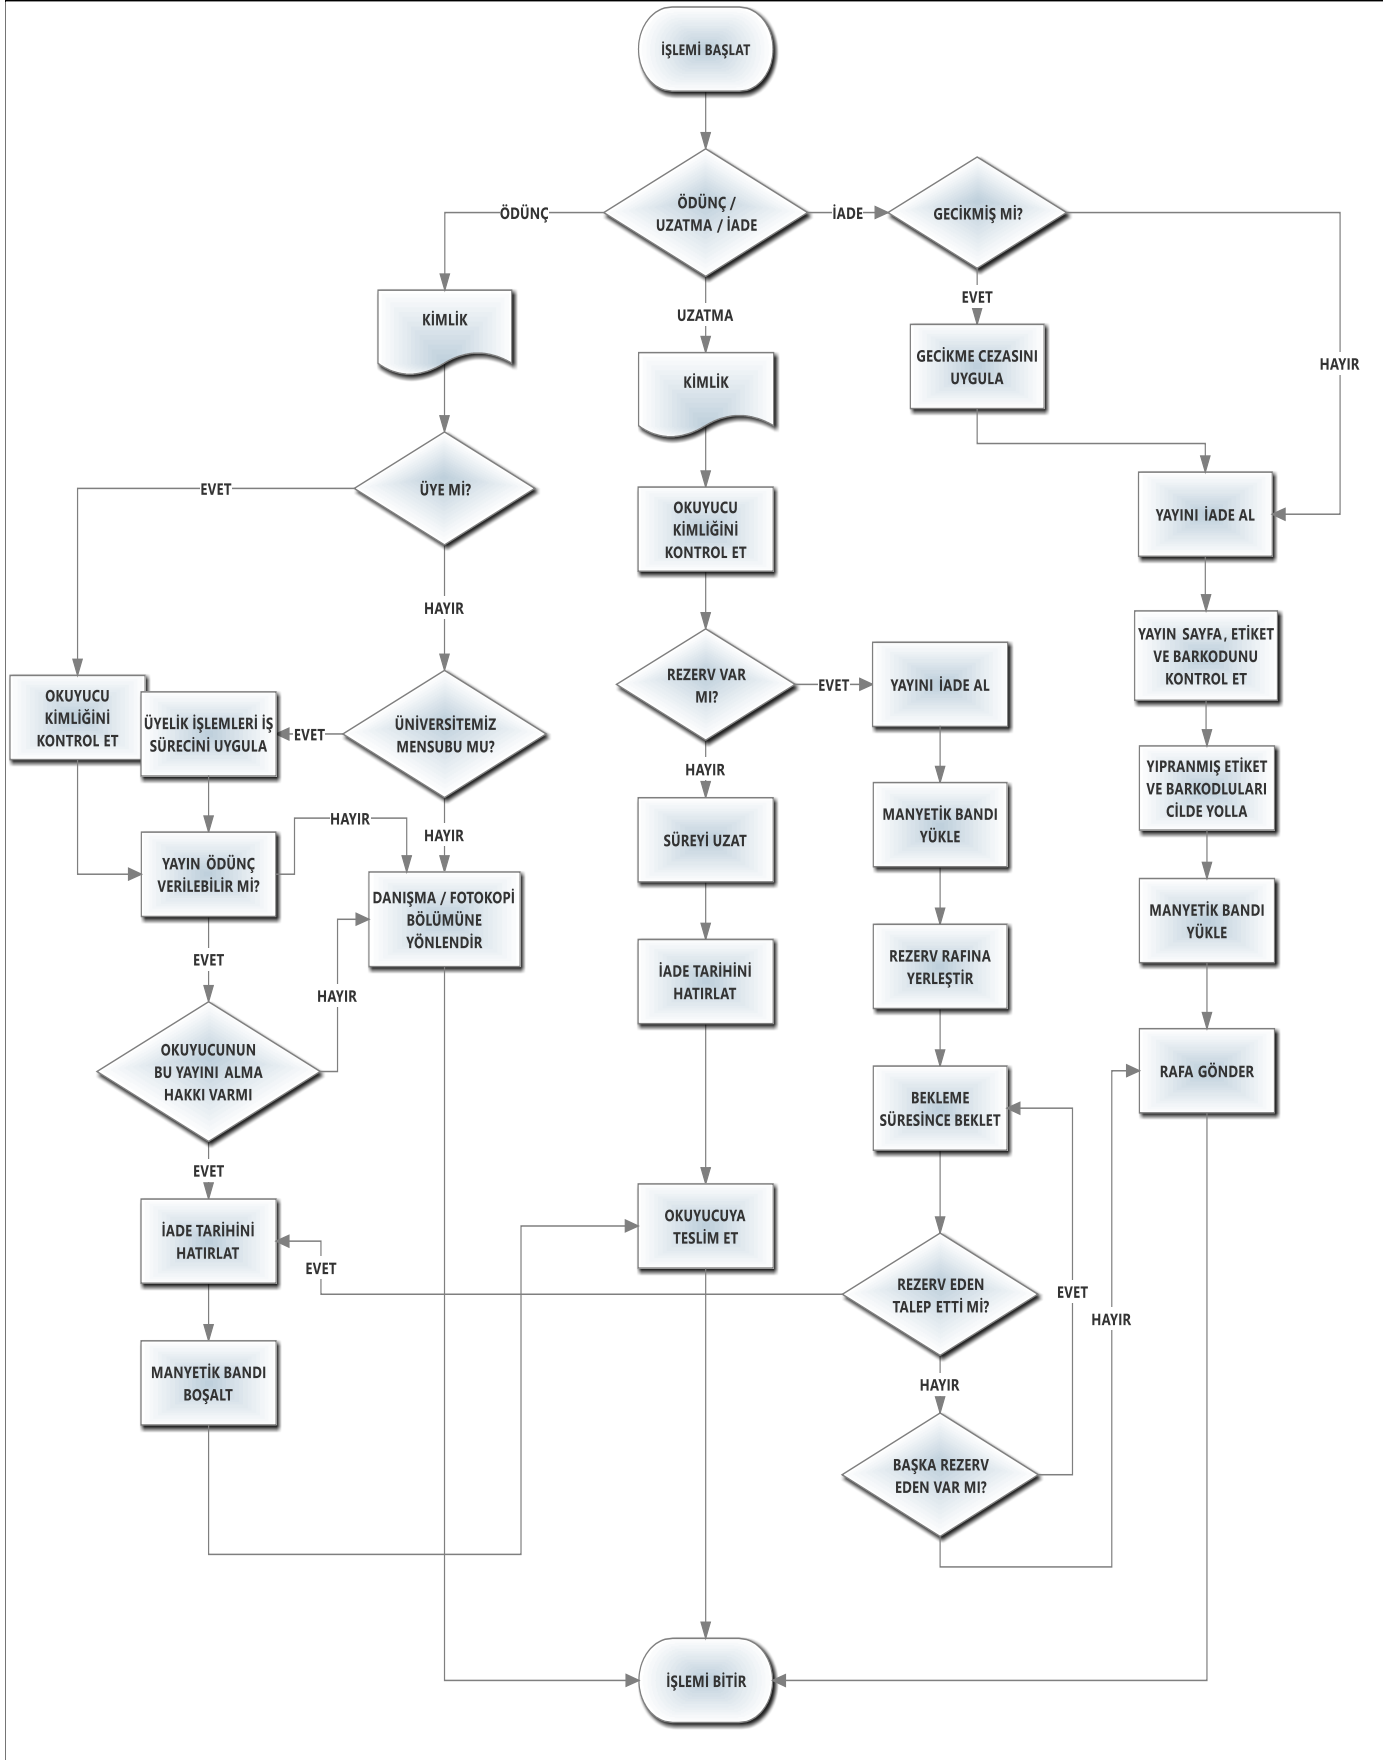 İŞLEMİ BAŞLAT
ÖDÜNÇ /
UZATMA / İADE
ÖDÜNÇ
İADE
GECİKMİŞ Mİ?
UZATMA
EVET
HAYIR
KİMLİK
GECİKME CEZASINI
UYGULA
KİMLİK
ÜYE Mİ?
EVET
HAYIR
OKUYUCU
KİMLİĞİNİ
KONTROL ET
YAYINI İADE AL
OKUYUCU
KİMLİĞİNİ
KONTROL ET
ÜYELİK İŞLEMLERİ İŞ
SÜRECİNİ UYGULA
EVET
ÜNİVERSİTEMİZ
MENSUBU MU?
HAYIR
REZERV VAR
MI?
EVET
HAYIR
YAYINI İADE AL
YAYIN SAYFA, ETİKET
VE BARKODUNU
KONTROL ET
YIPRANMIŞ ETİKET
VE BARKODLULARI
CİLDE YOLLA
YAYIN ÖDÜNÇ
VERİLEBİLİR Mİ?
HAYIR
EVET
DANIŞMA / FOTOKOPİ
BÖLÜMÜNE
YÖNLENDİR
SÜREYİ UZAT
MANYETİK BANDI
YÜKLE
MANYETİK BANDI
YÜKLE
HAYIR
İADE TARİHİNİ
HATIRLAT
REZERV RAFINA
YERLEŞTİR
OKUYUCUNUN
BU YAYINI ALMA
HAKKI VARMI
EVET
BEKLEME
SÜRESİNCE BEKLET
RAFA GÖNDER
İADE TARİHİNİ
HATIRLAT
EVET
OKUYUCUYA
TESLİM ET
REZERV EDEN
TALEP ETTİ Mİ?
EVET
HAYIR
HAYIR
MANYETİK BANDI
BOŞALT
BAŞKA REZERV
EDEN VAR MI?
İŞLEMİ BİTİR